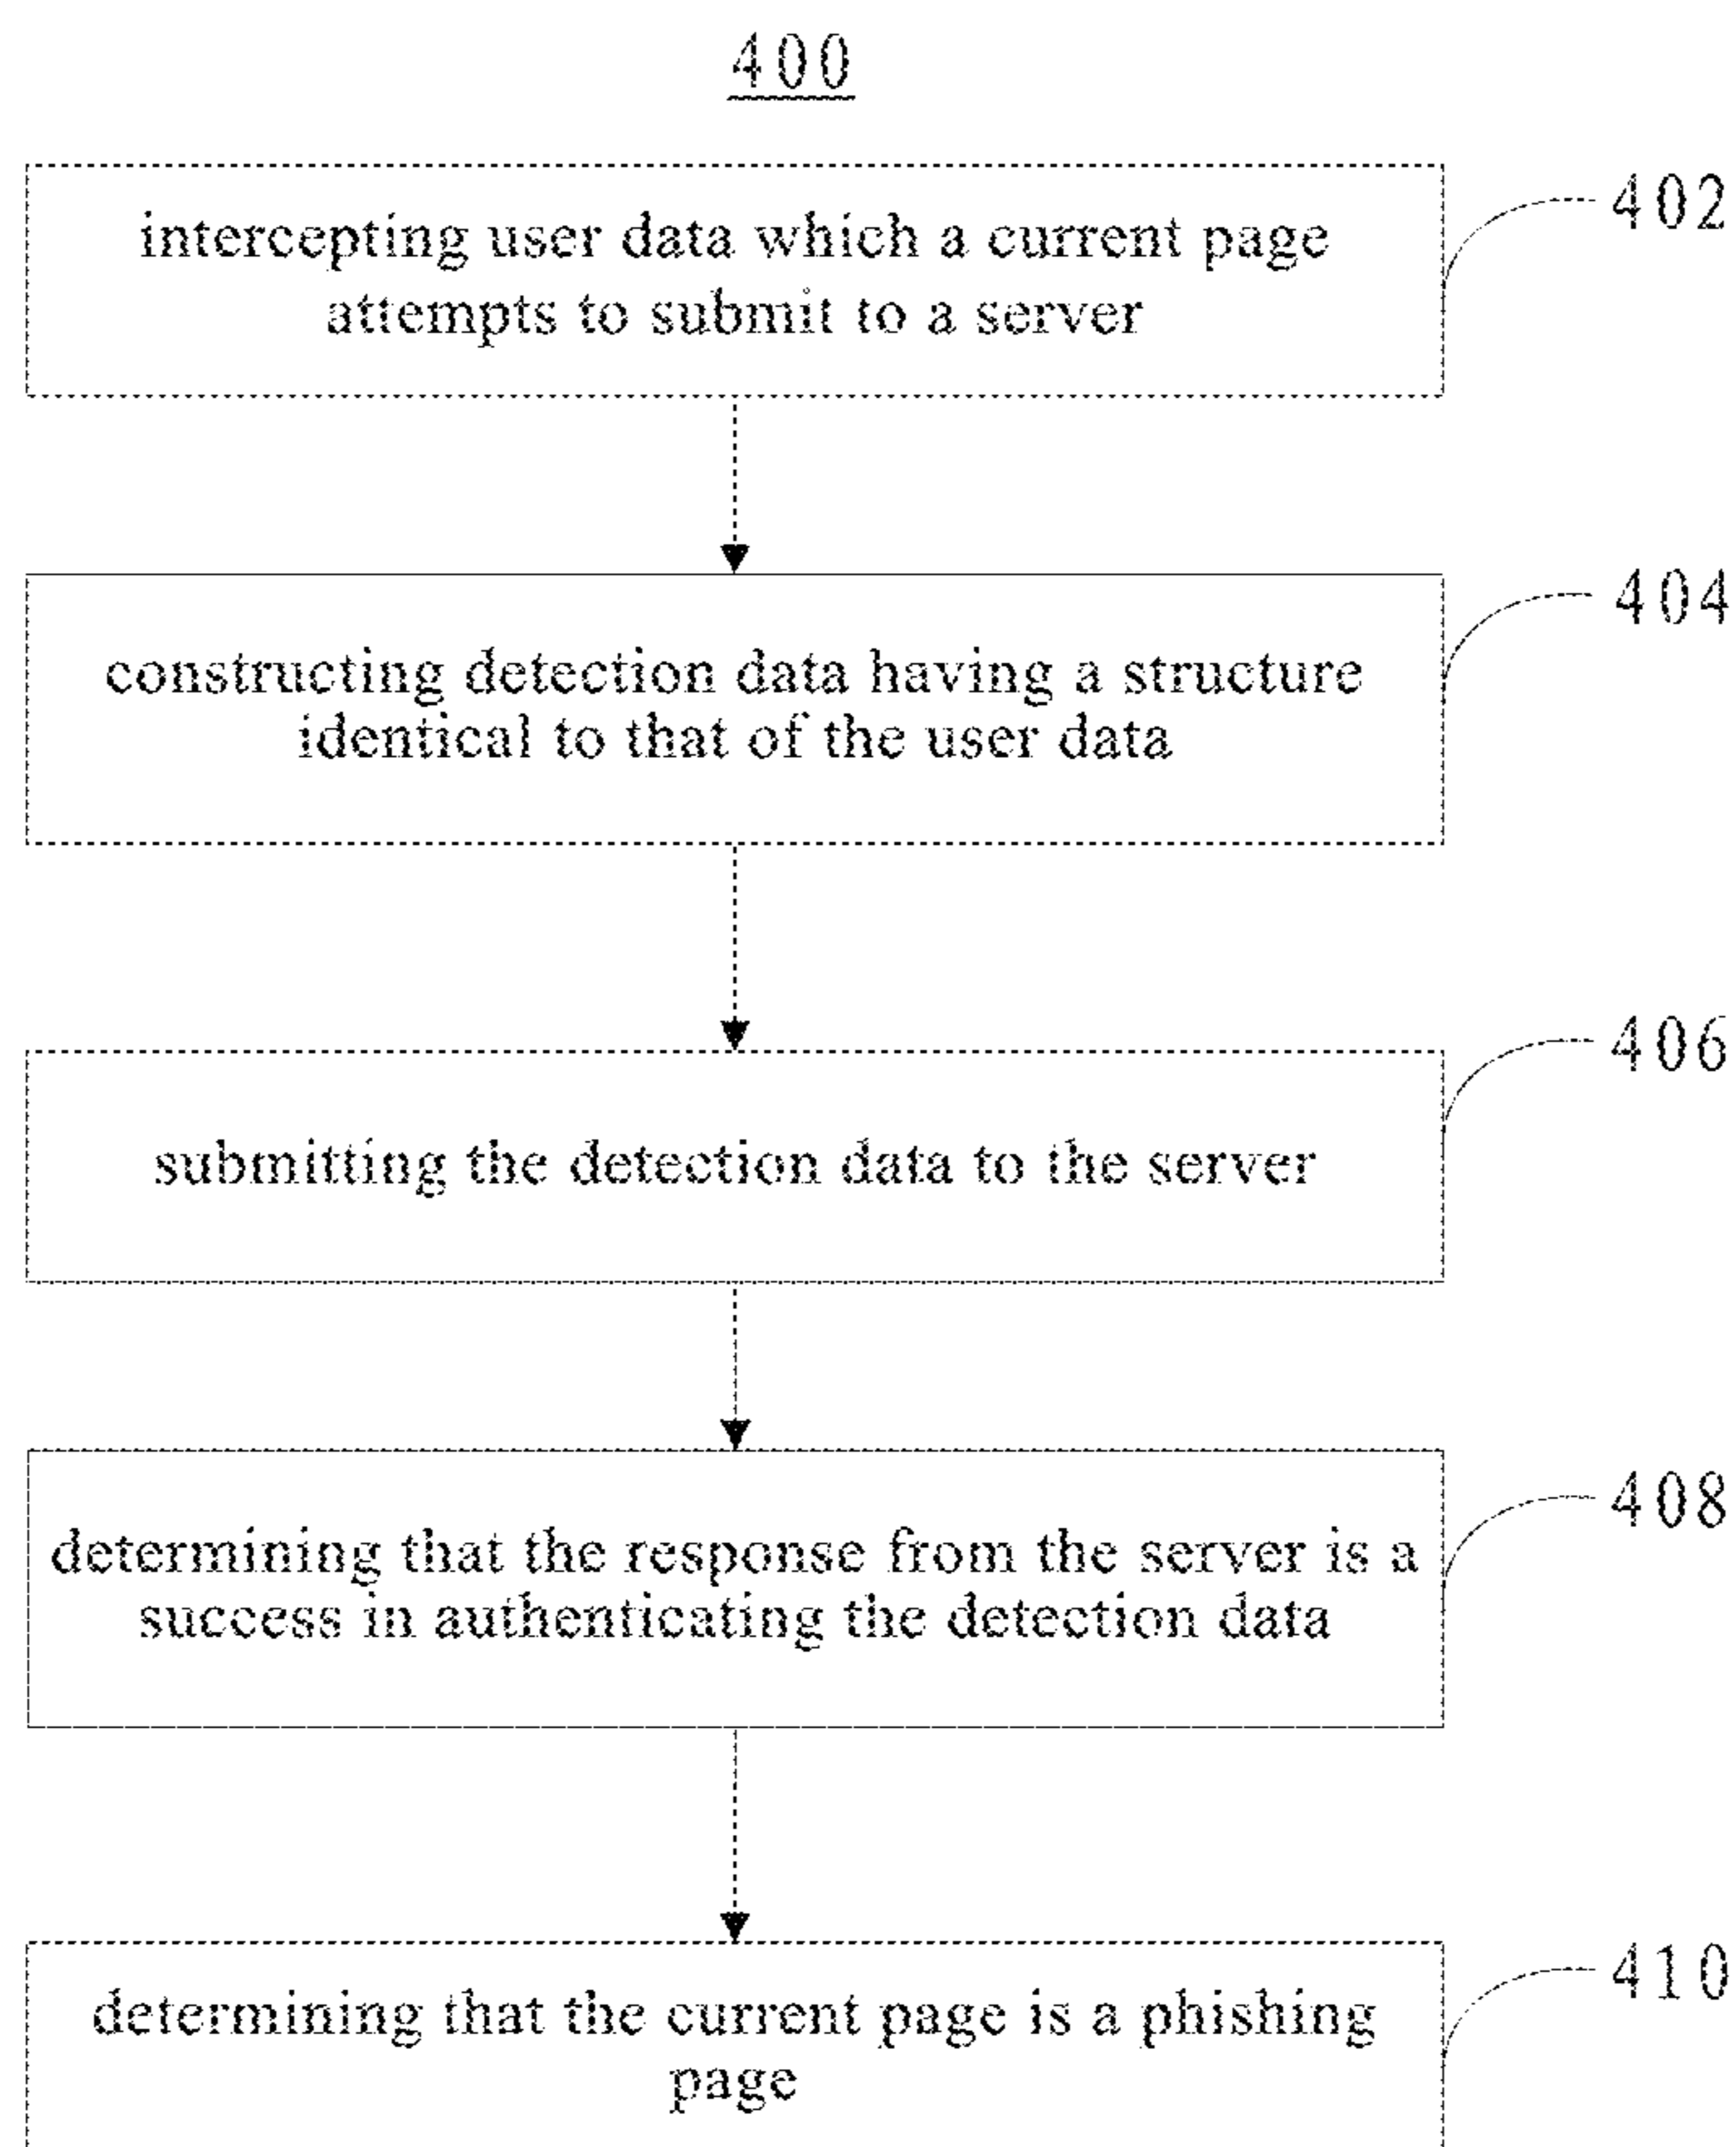 400
402
intercepting user data which a current page
attempts to submit to a server
404
constructing detection data having a structure
identical to that of the user data
406
submitting the detection data to the server
408
determining that the response from the server is a
success in authenticating the detection data
410
determining that the current page is a phishing
page